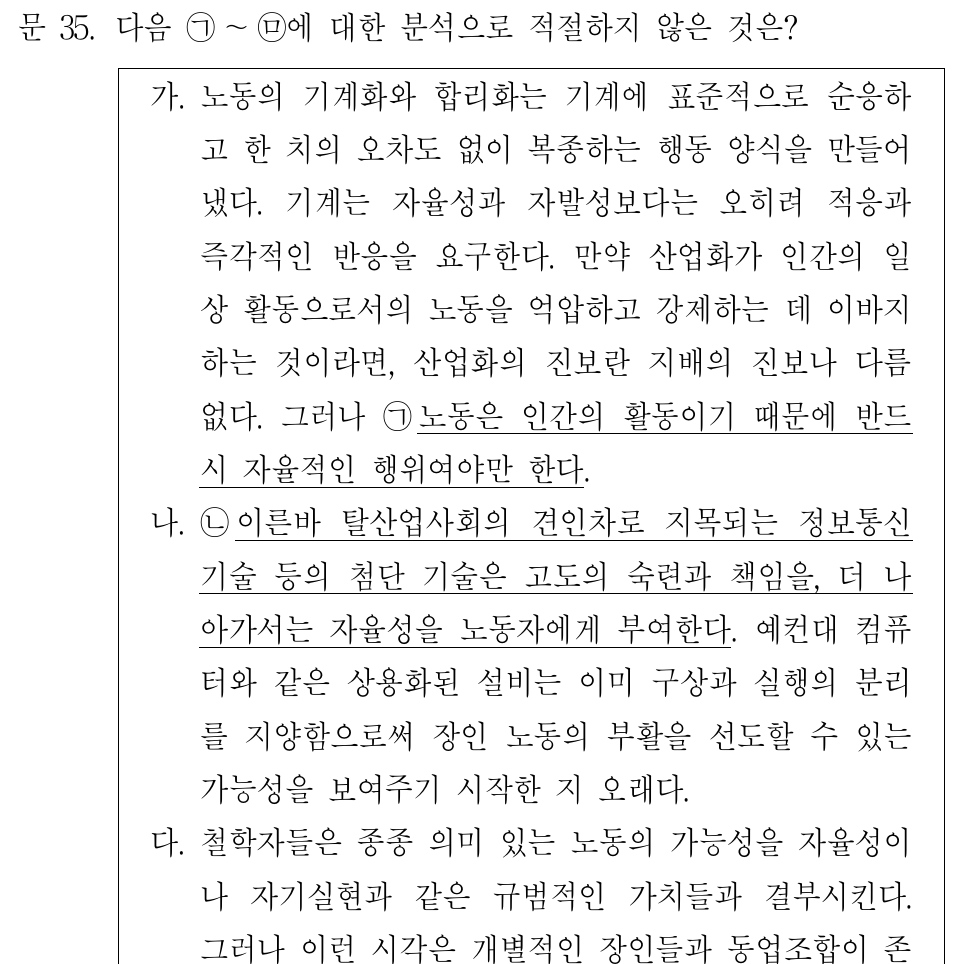 문 35. 다음 ㉠～㉤에 대한 분석으로 적절하지 않은 것은?
가. 노동의 기계화와 합리화는 기계에 표준적으로 순응하
고 한 치의 오차도 없이 복종하는 행동 양식을 만들어
냈다. 기계는 자율성과 자발성보다는 오히려 적응과
즉각적인 반응을 요구한다. 만약 산업화가 인간의 일
상 활동으로서의 노동을 억압하고 강제하는 데 이바지
하는 것이라면, 산업화의 진보란 지배의 진보나 다름
없다. 그러나 ㉠노동은 인간의 활동이기 때문에 반드
시 자율적인 행위여야만 한다.
나. ㉡이른바 탈산업사회의 견인차로 지목되는 정보통신
기술 등의 첨단 기술은 고도의 숙련과 책임을, 더 나
아가서는 자율성을 노동자에게 부여한다. 예컨대 컴퓨
터와 같은 상용화된 설비는 이미 구상과 실행의 분리
를 지양함으로써 장인 노동의 부활을 선도할 수 있는
가능성을 보여주기 시작한 지 오래다.
다. 철학자들은 종종 의미 있는 노동의 가능성을 자율성이
나 자기실현과 같은 규범적인 가치들과 결부시킨다.
그러나 이런 시각은 개별적인 장인들과 동업조합이 존